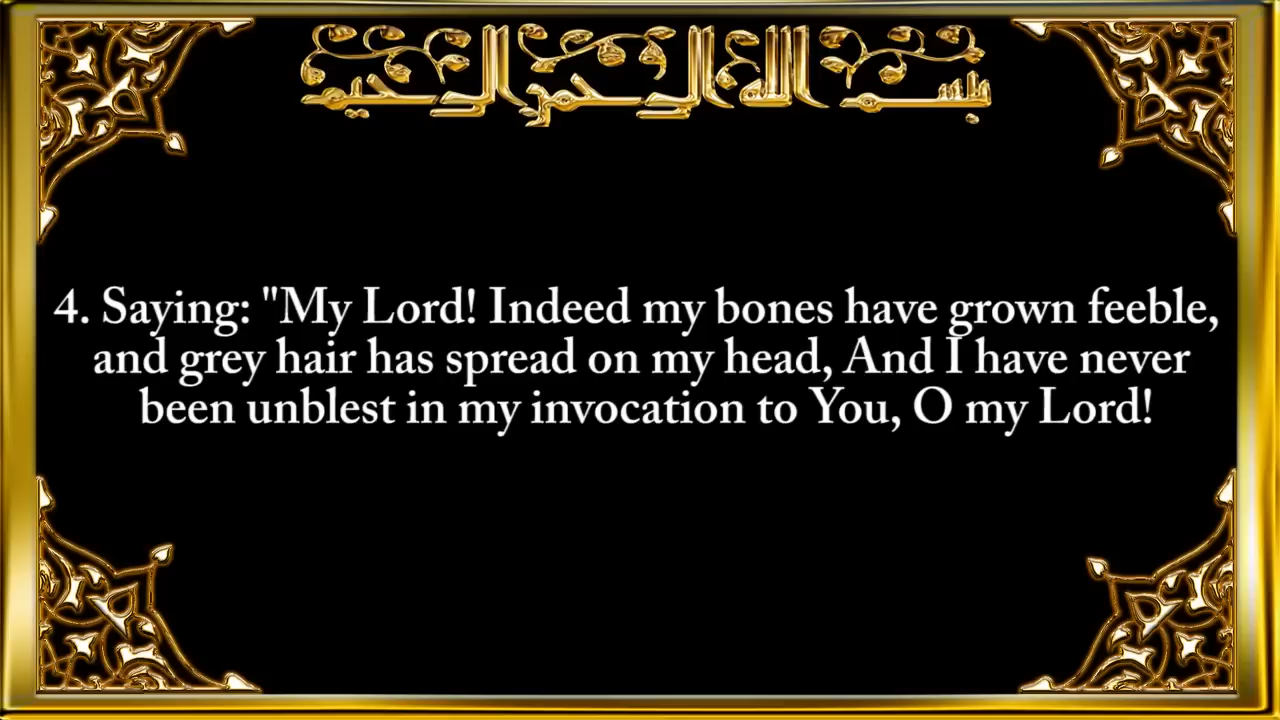 بسم الله الرحمن الرحيم
4. Saying: "My Lord! Indeed my bones have grown feeble,
and grey hair has spread on my head, And I have never
been unblest in my invocation to You, O my Lord!